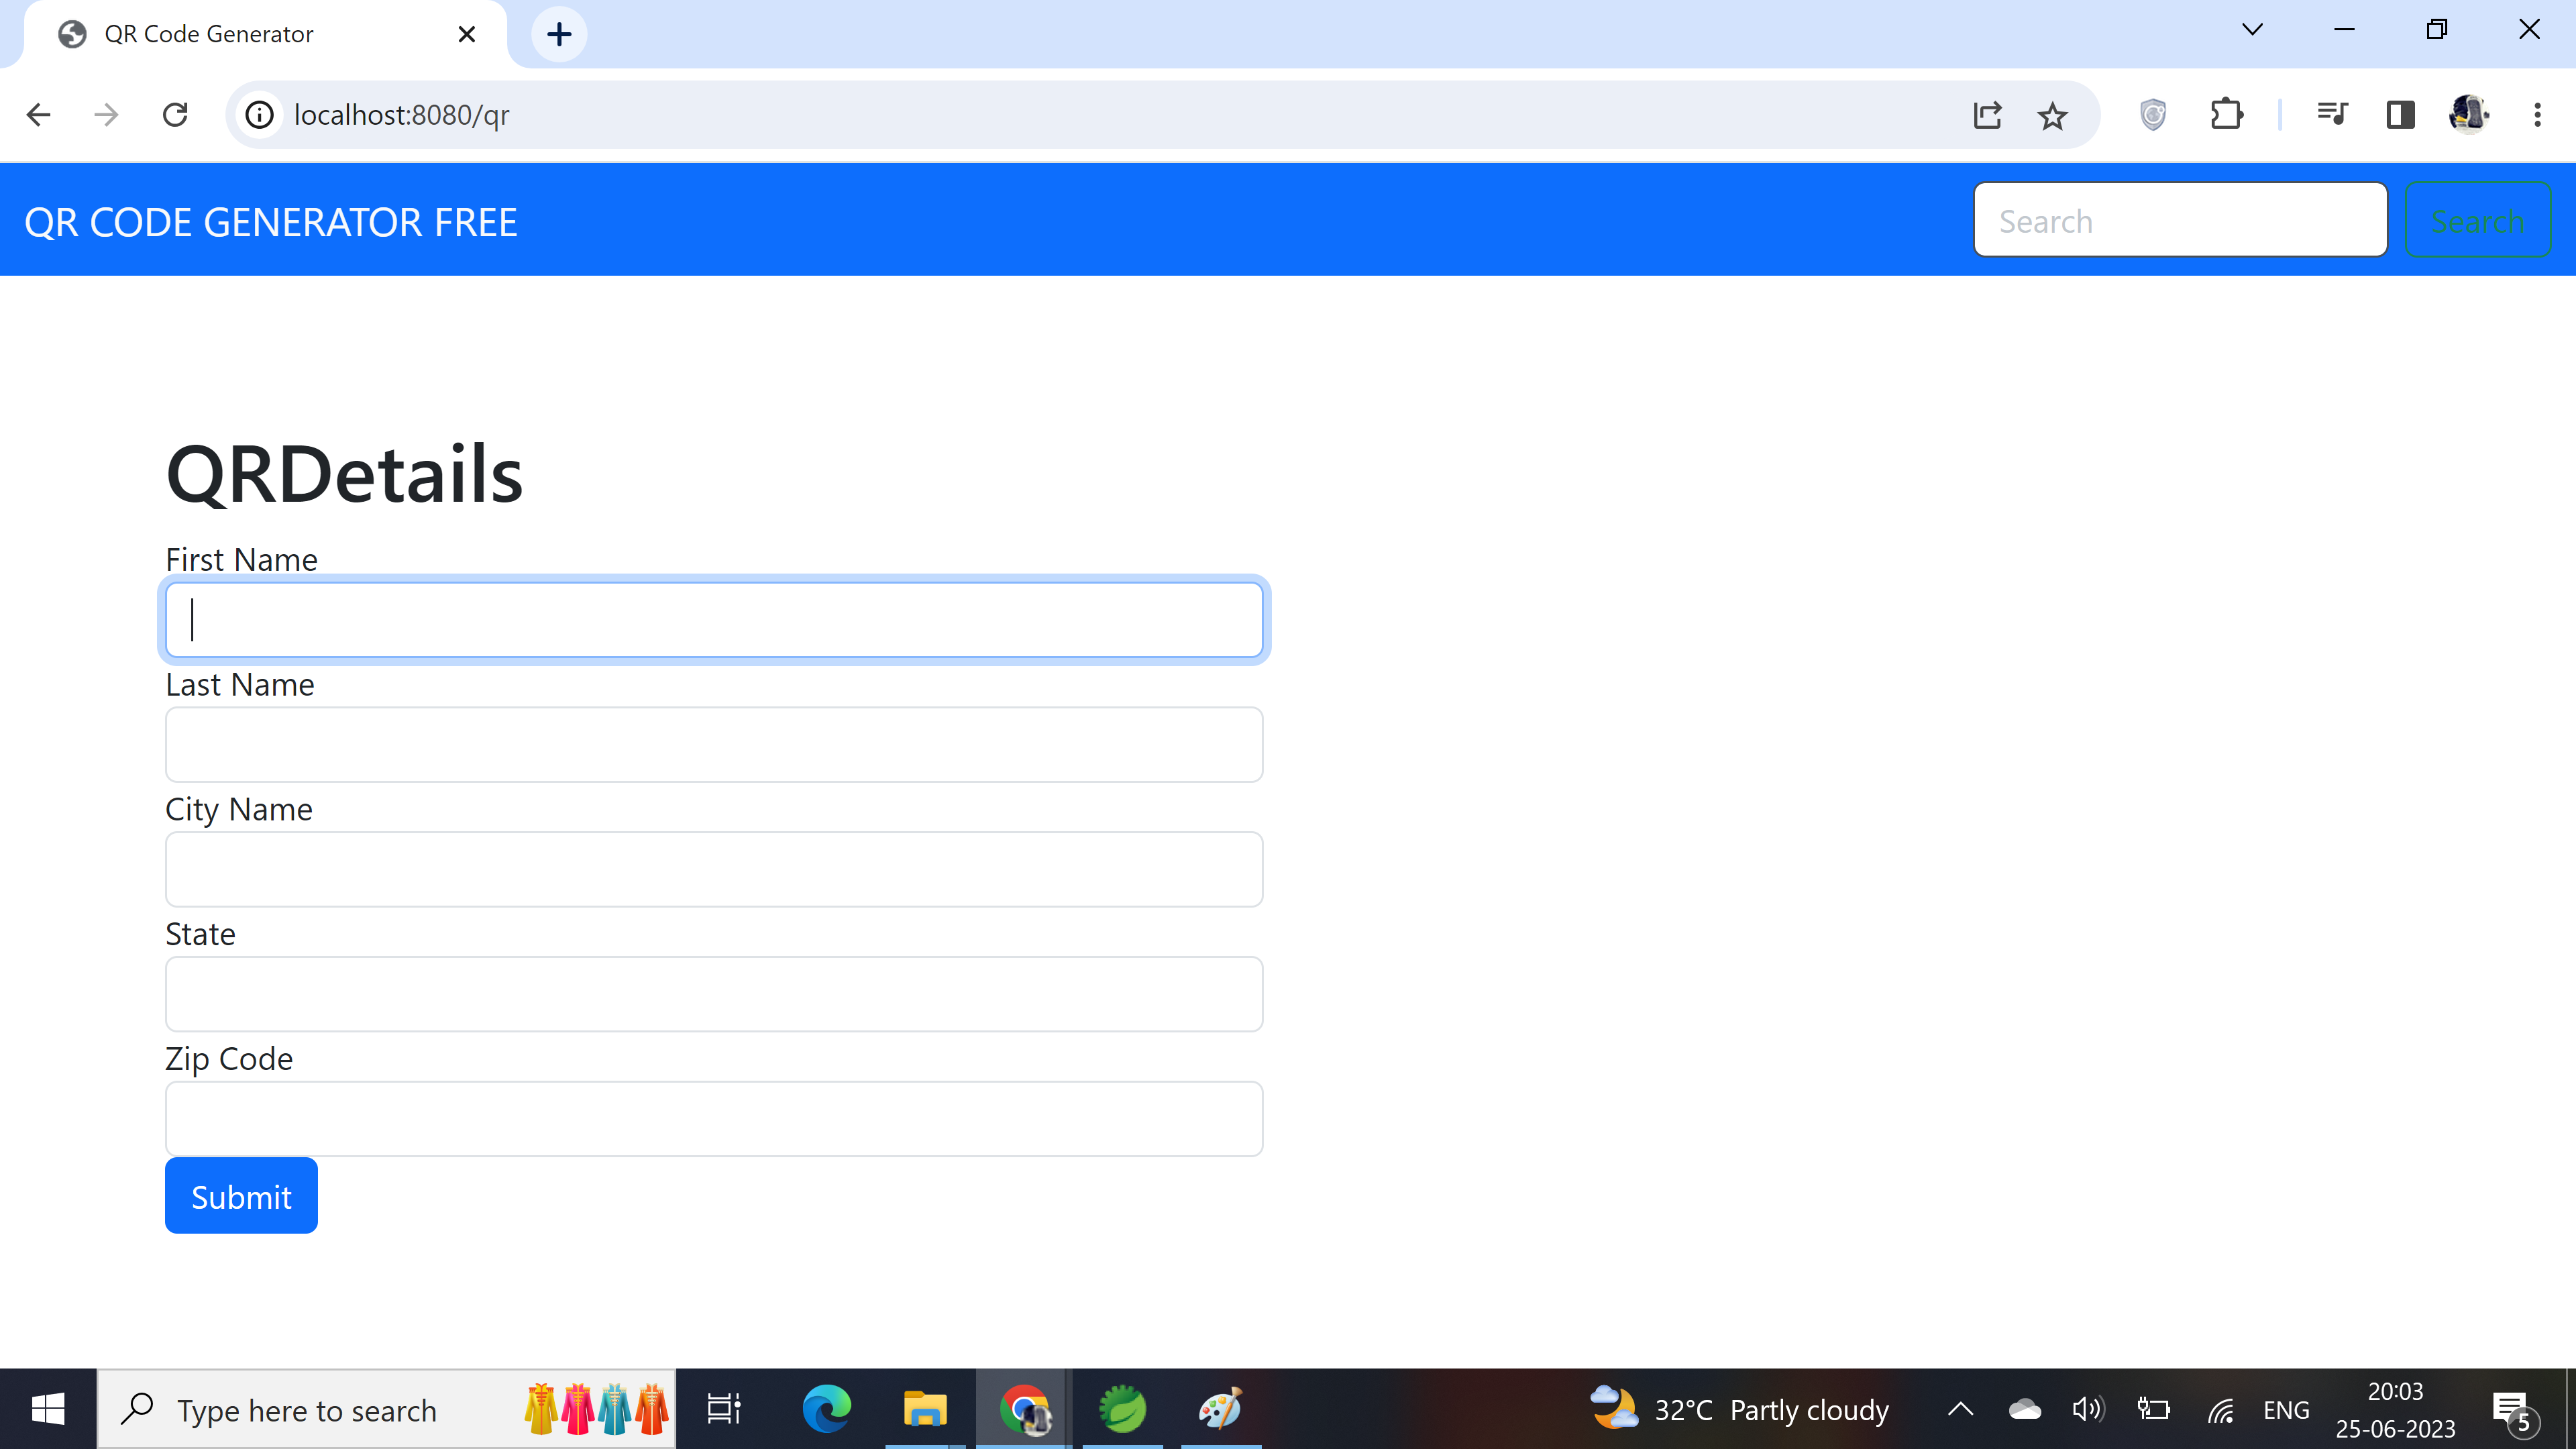 QR Code Generator
localhost:8080/qr
QR CODE GENERATOR FREE
Search
Search
QRDetails
First Name
Last Name
City Name
State
Zip Code
Submit
Type here to search
32°C Partly cloudy
ENG
20:03
25-06-2023
5